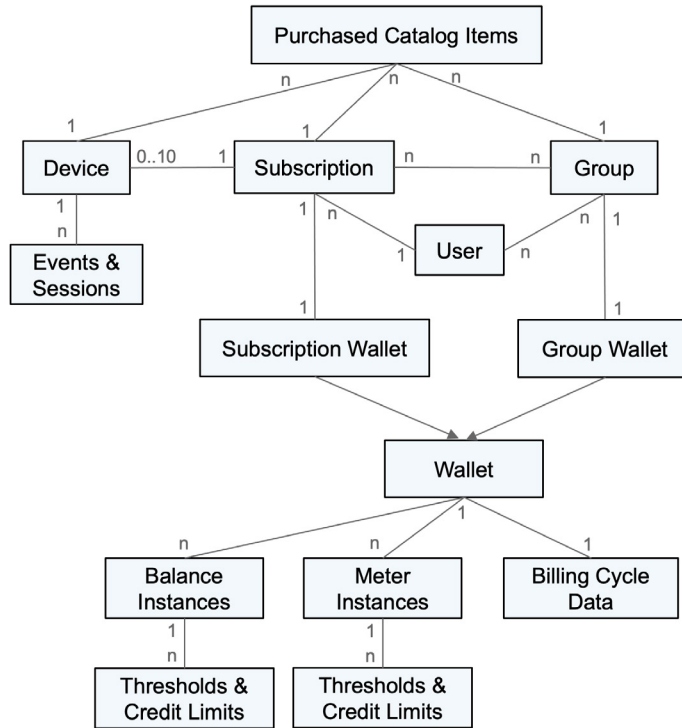 Purchased Catalog Items
n
n
n
1
1
1
Device
0..10
1
Subscription
n
n
Group
1
n
1
n
n
1
User
1
n
Events &
Sessions
1
1
Subscription Wallet
Group Wallet
Wallet
1
n
n
1
Balance
Instances
Meter
Instances
Billing Cycle
Data
1
n
1
n
Thresholds &
Credit Limits
Thresholds &
Credit Limits